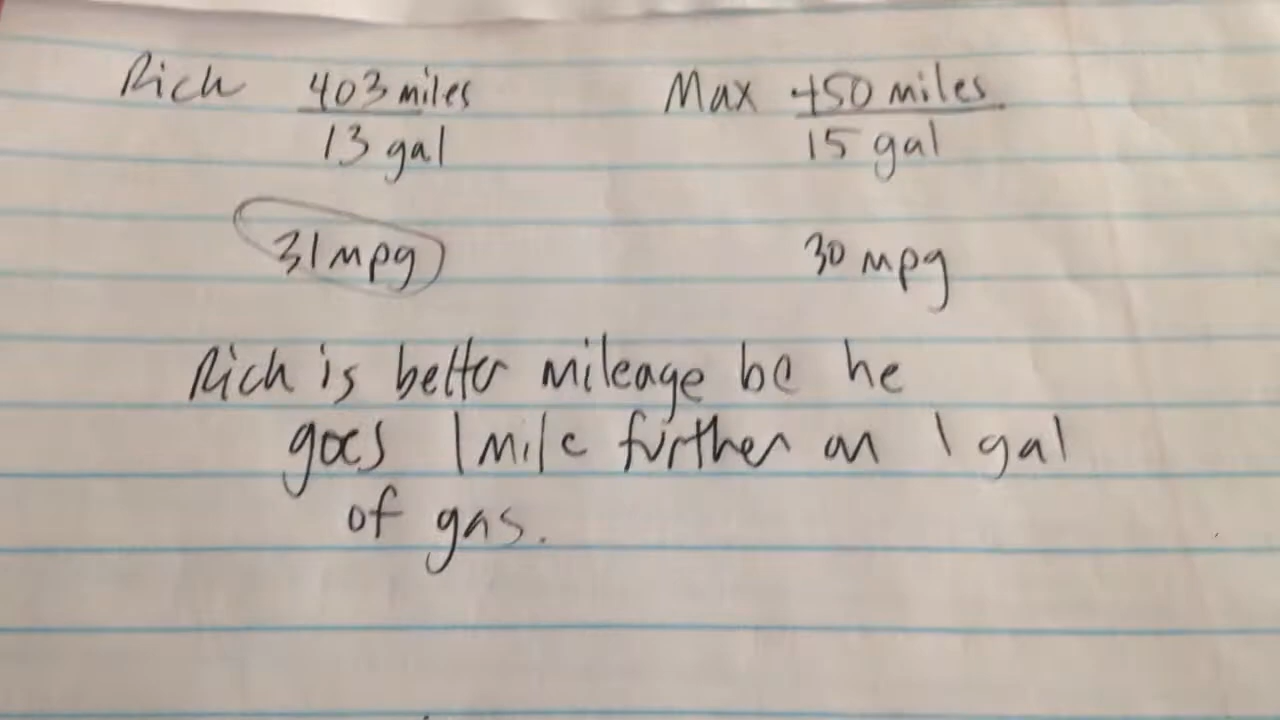 Rich 403 miles Max 450 miles
13 gal 15 gal
31 mpg 30 mpg
Rich is better mileage bc he
goes 1 mile further on 1 gal
of gas.